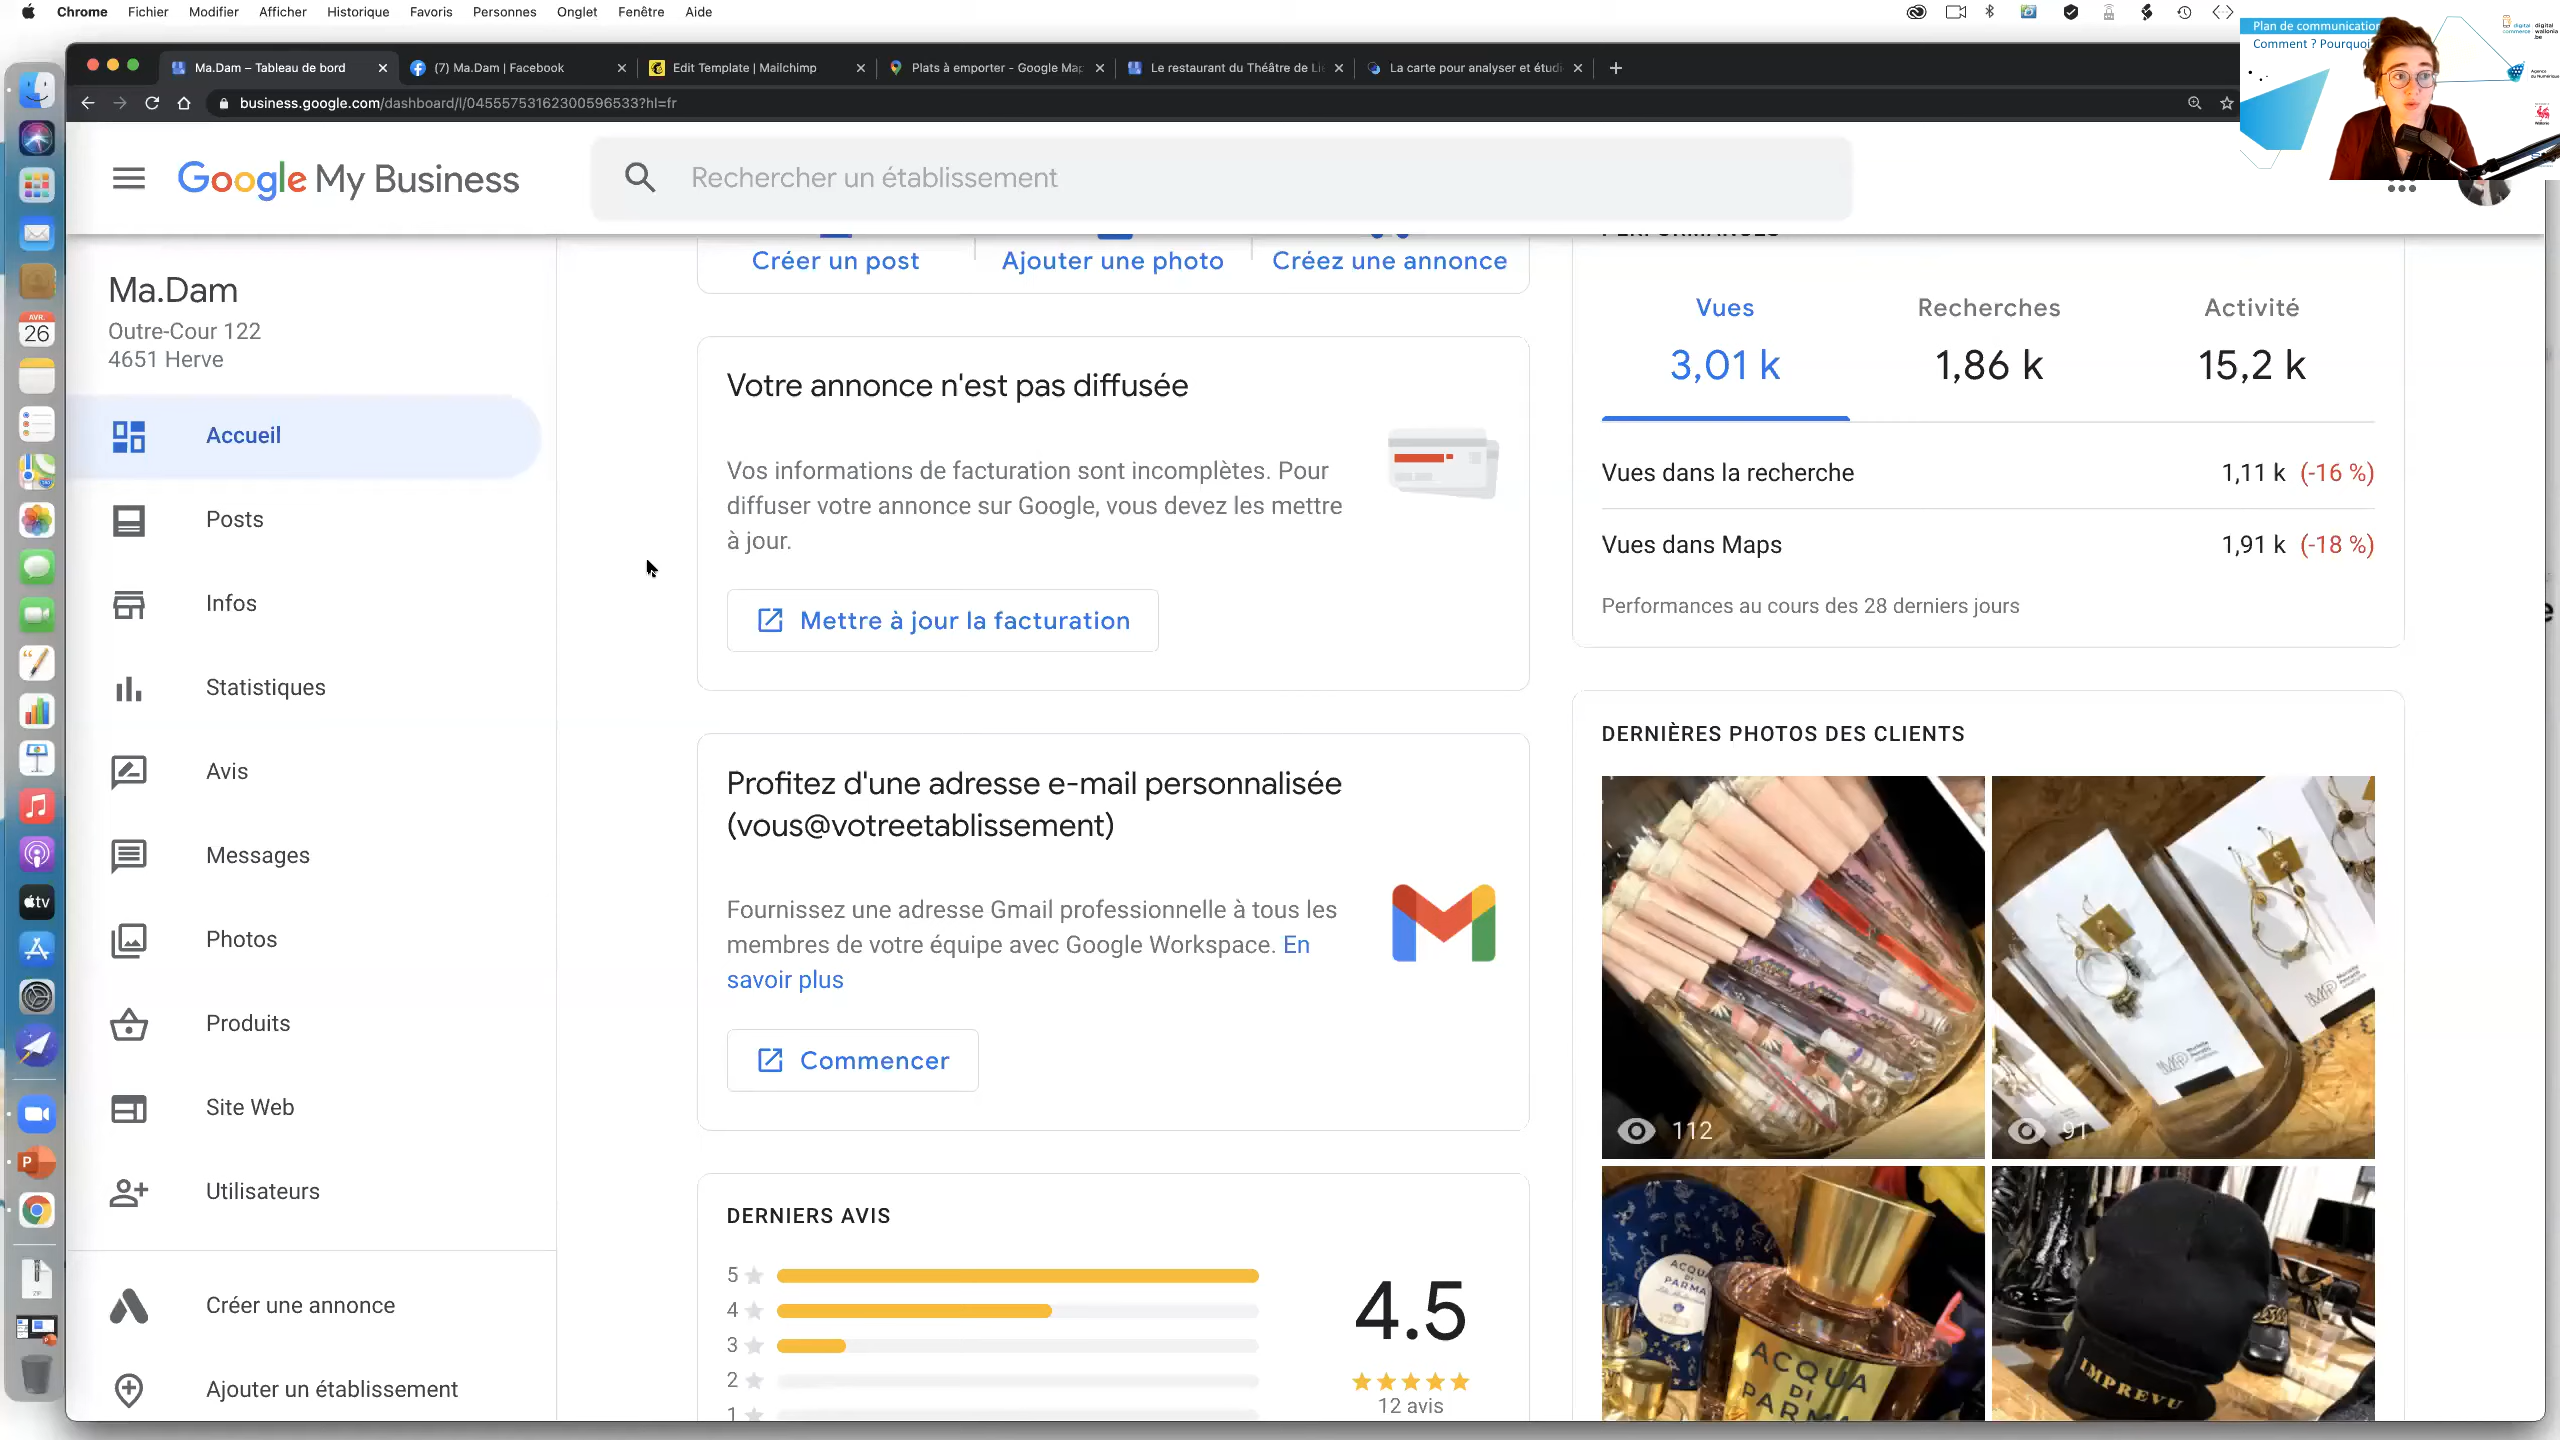 Chrome Fichier Modifier Afficher Historique Favoris Personnes Onglet Fenêtre Aide
Plan de communication
Comment ? Pourquoi
Ma.Dam – Tableau de bord
(7) Ma.Dam | Facebook
Edit Template | Mailchimp
Plats à emporter - Google Map
Le restaurant du Théâtre de Li
La carte pour analyser et étudi
business.google.com/dashboard/l/04555753162300596533?hl=fr
Google My Business
Rechercher un établissement
Ma.Dam
Outre-Cour 122
4651 Herve
Accueil
Posts
Infos
Statistiques
Avis
Messages
Photos
Produits
Site Web
Utilisateurs
Créer une annonce
Ajouter un établissement
Créer un post
Ajouter une photo
Créez une annonce
Votre annonce n'est pas diffusée
Vos informations de facturation sont incomplètes. Pour
diffuser votre annonce sur Google, vous devez les mettre
à jour.
Mettre à jour la facturation
Profitez d'une adresse e-mail personnalisée
(vous@votreetablissement)
Fournissez une adresse Gmail professionnelle à tous les
membres de votre équipe avec Google Workspace. En
savoir plus
Commencer
DERNIERS AVIS
5
4
3
2
1
4.5
12 avis
PERFORMANCES
Vues
Recherches
Activité
3,01 k
1,86 k
15,2 k
Vues dans la recherche 1,11 k (-16 %)
Vues dans Maps 1,91 k (-18 %)
Performances au cours des 28 derniers jours
DERNIÈRES PHOTOS DES CLIENTS
112
91
ACQUA
DI
PARMA
ACQUA
DI
PARMA
IMPREVU
AVR.
26
tv
ZIP